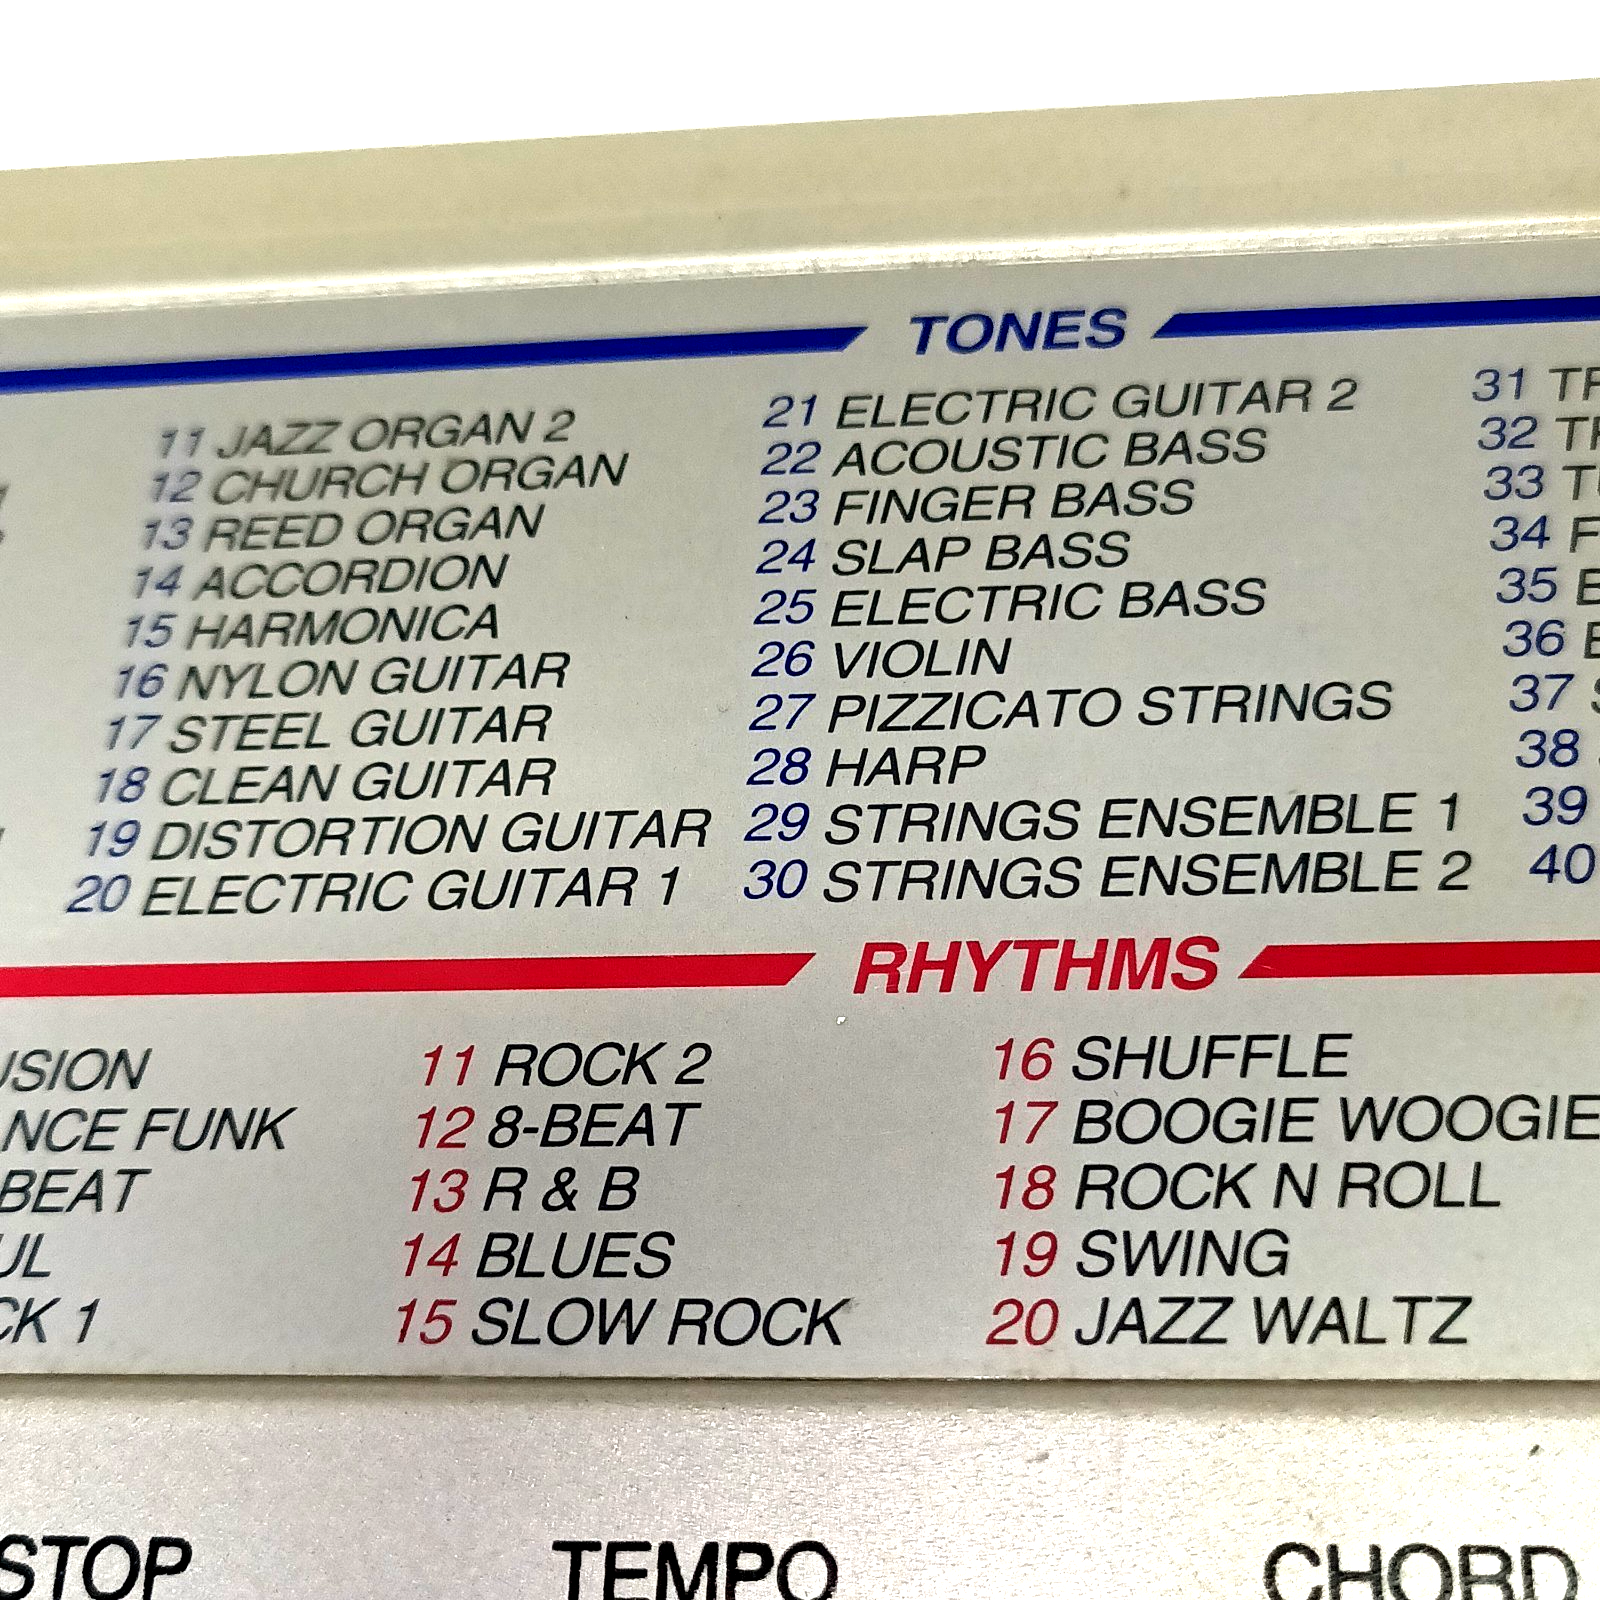 TONES
11 JAZZ ORGAN 2
12 CHURCH ORGAN
13 REED ORGAN
14 ACCORDION
15 HARMONICA
16 NYLON GUITAR
17 STEEL GUITAR
18 CLEAN GUITAR
19 DISTORTION GUITAR
20 ELECTRIC GUITAR 1
21 ELECTRIC GUITAR 2
22 ACOUSTIC BASS
23 FINGER BASS
24 SLAP BASS
25 ELECTRIC BASS
26 VIOLIN
27 PIZZICATO STRINGS
28 HARP
29 STRINGS ENSEMBLE 1
30 STRINGS ENSEMBLE 2
31
32
33
34
35
36
37
38
39
40
RHYTHMS
USION
NCE FUNK
BEAT
UL
CK 1
11 ROCK 2
12 8-BEAT
13 R & B
14 BLUES
15 SLOW ROCK
16 SHUFFLE
17 BOOGIE WOOGIE
18 ROCK N ROLL
19 SWING
20 JAZZ WALTZ
STOP
TEMPO
CHORD